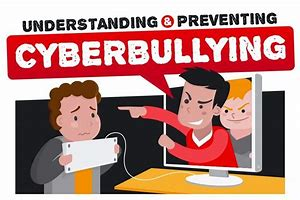 UNDERSTANDING & PREVENTING
CYBERBULLYING